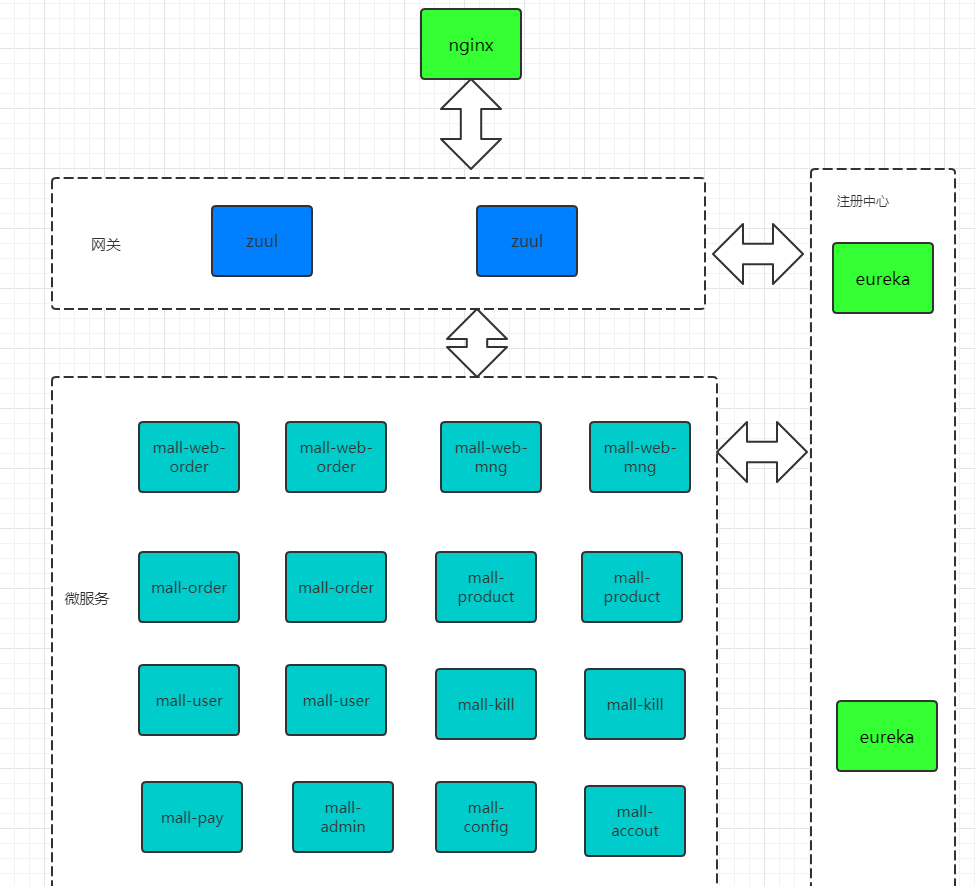 nginx
注册中心
网关
zuul
zuul
eureka
mall-web-
order
mall-web-
order
mall-web-
mng
mall-web-
mng
微服务
mall-order
mall-order
mall-
product
mall-
product
mall-user
mall-user
mall-kill
mall-kill
eureka
mall-pay
mall-
admin
mall-
config
mall-
accout